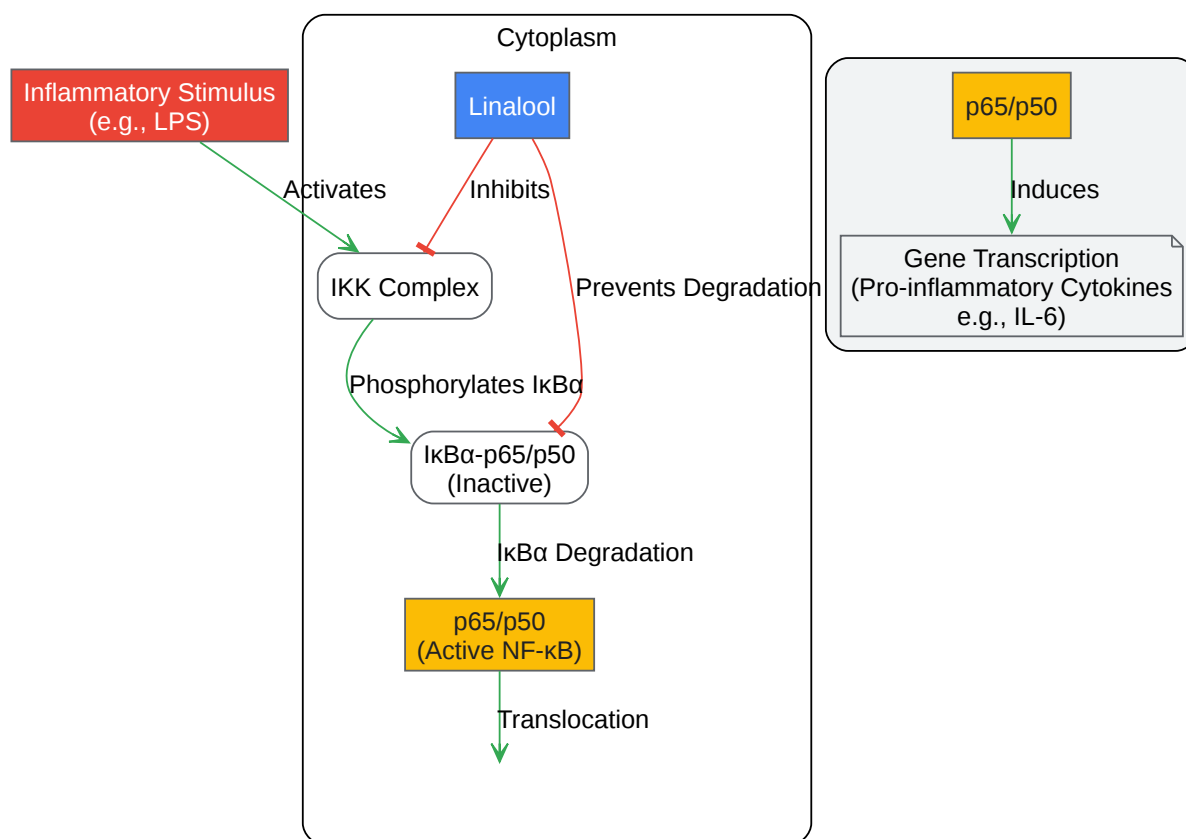 Cytoplasm
Inflammatory Stimulus
(e.g., LPS)
Linalool
p65/p50
Activates
Inhibits
Induces
IKK Complex
Prevents Degradation
Gene Transcription
(Pro-inflammatory Cytokines
e.g., IL-6)
Phosphorylates IκBα
IκBα-p65/p50
(Inactive)
IκBα Degradation
p65/p50
(Active NF-κB)
Translocation